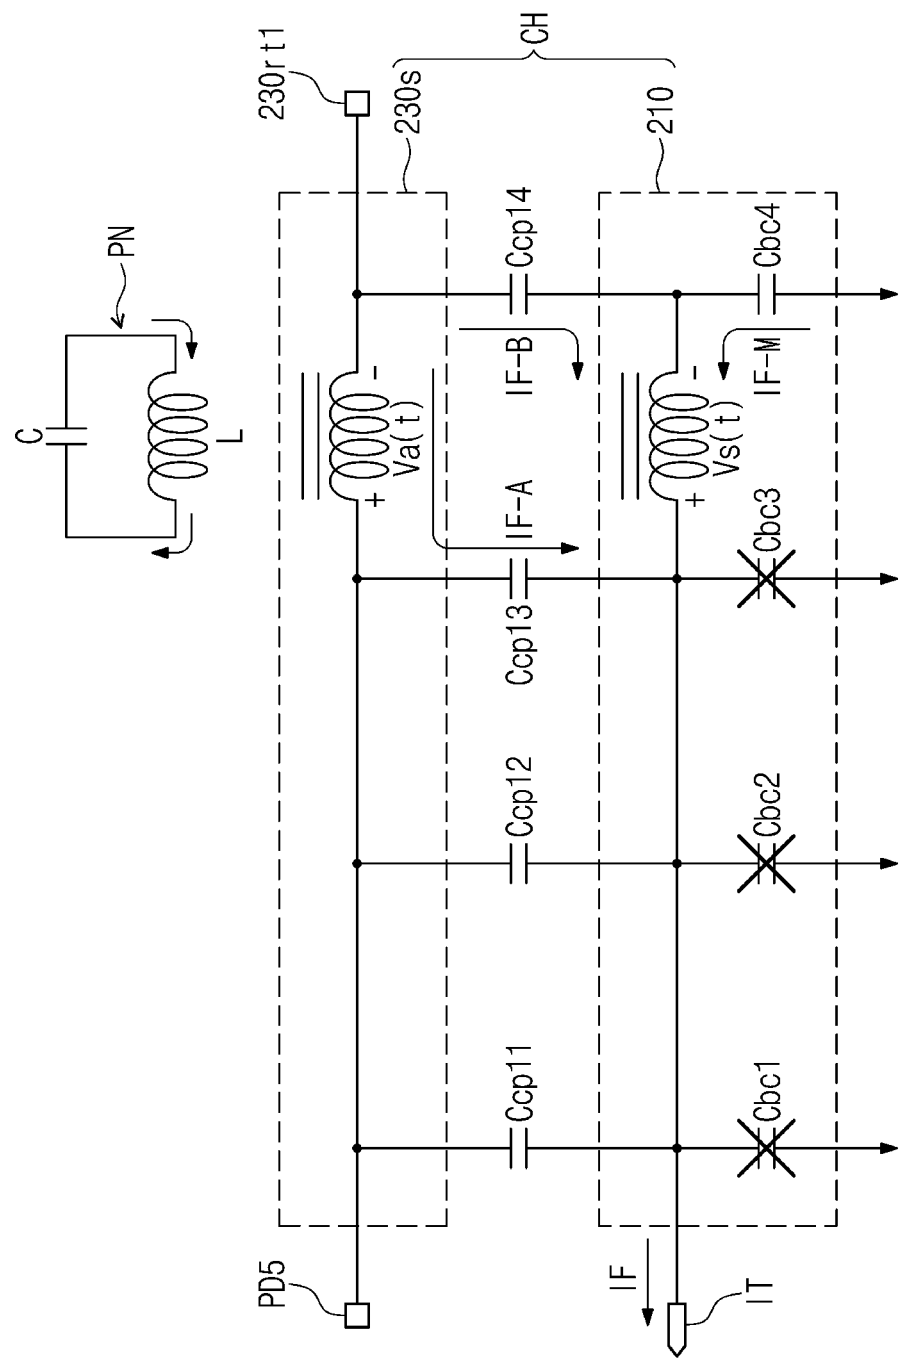 C
PN
L
CH
230rt1
230s
210
Va(t)
+
-
Ccp11
Ccp12
Ccp13
Ccp14
IF-A
IF-B
Vs(t)
+
-
IF-M
Cbc1
Cbc2
Cbc3
Cbc4
PD5
IF
IT